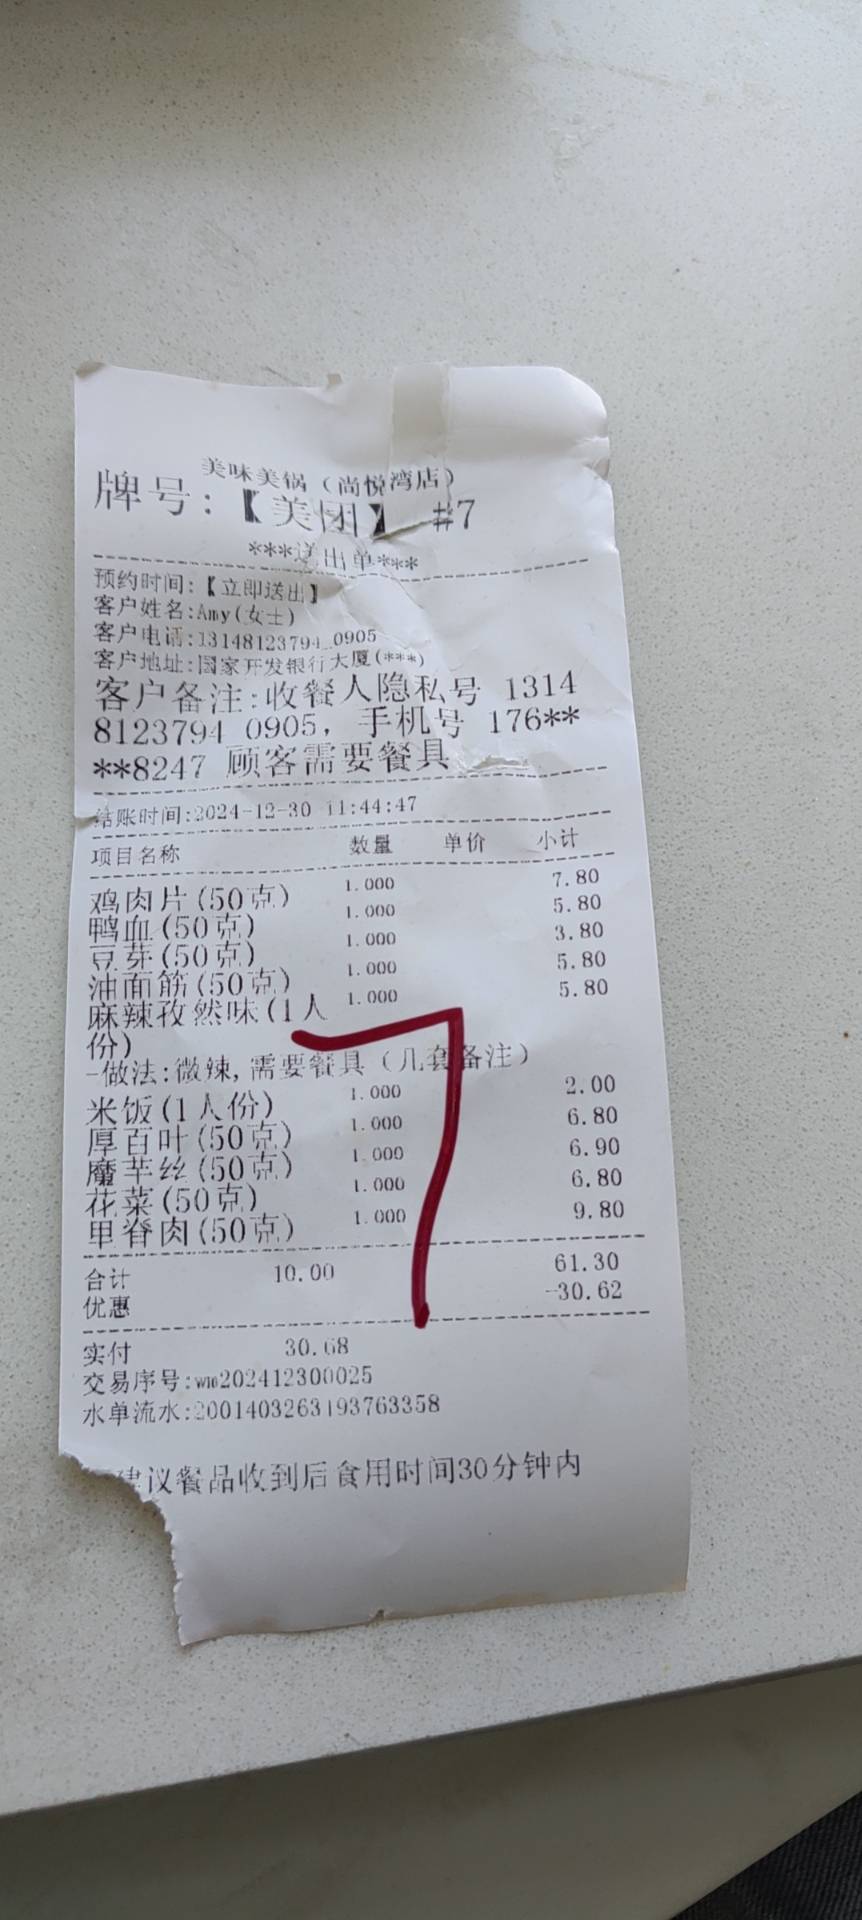 美味美锅（尚悦湾店）
牌号:【美团】 #7
***送出单***
预约时间:【立即送出】
客户姓名:Amy(女士)
客户电话:13148123794_0905
客户地址:国家开发银行大厦(***)
客户备注:收餐人隐私号 1314
8123794 0905, 手机号 176**
**8247 顾客需要餐具
结账时间:2024-12-30 11:44:47
项目名称 数量 单价 小计
鸡肉片(50克) 1.000 7.80
鸭血(50克) 1.000 5.80
豆芽(50克) 1.000 3.80
油面筋(50克) 1.000 5.80
麻辣孜然味(1人 1.000 5.80
份)
-做法:微辣,需要餐具（几套备注）
米饭(1人份) 1.000 2.00
厚百叶(50克) 1.000 6.80
魔芋丝(50克) 1.000 6.90
花菜(50克) 1.000 6.80
里脊肉(50克) 1.000 9.80
7
合计 10.00 61.30
优惠 -30.62
实付 30.68
交易序号:wm202412300025
水单流水:2001403263193763358
建议餐品收到后食用时间30分钟内